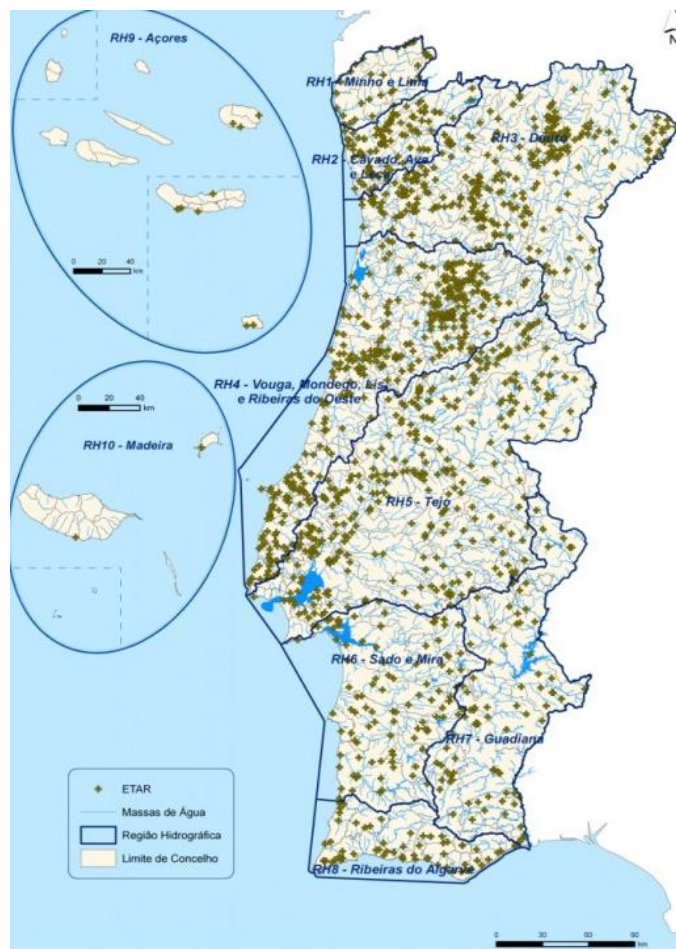 RH9 - Açores
N
RH1 - Minho e Lima
RH3 - Douro
RH2 - Cávado, Ave
e Leça
0 20 40
km
RH4 - Vouga, Mondego, Lis
e Ribeiras do Oeste
0 20 40
km
RH10 - Madeira
RH5 - Tejo
RH6 - Sado e Mira
RH7 - Guadiana
ETAR
Massas de Água
Região Hidrográfica
Limite de Concelho
RH8 - Ribeiras do Algarve
0 30 60 90
km